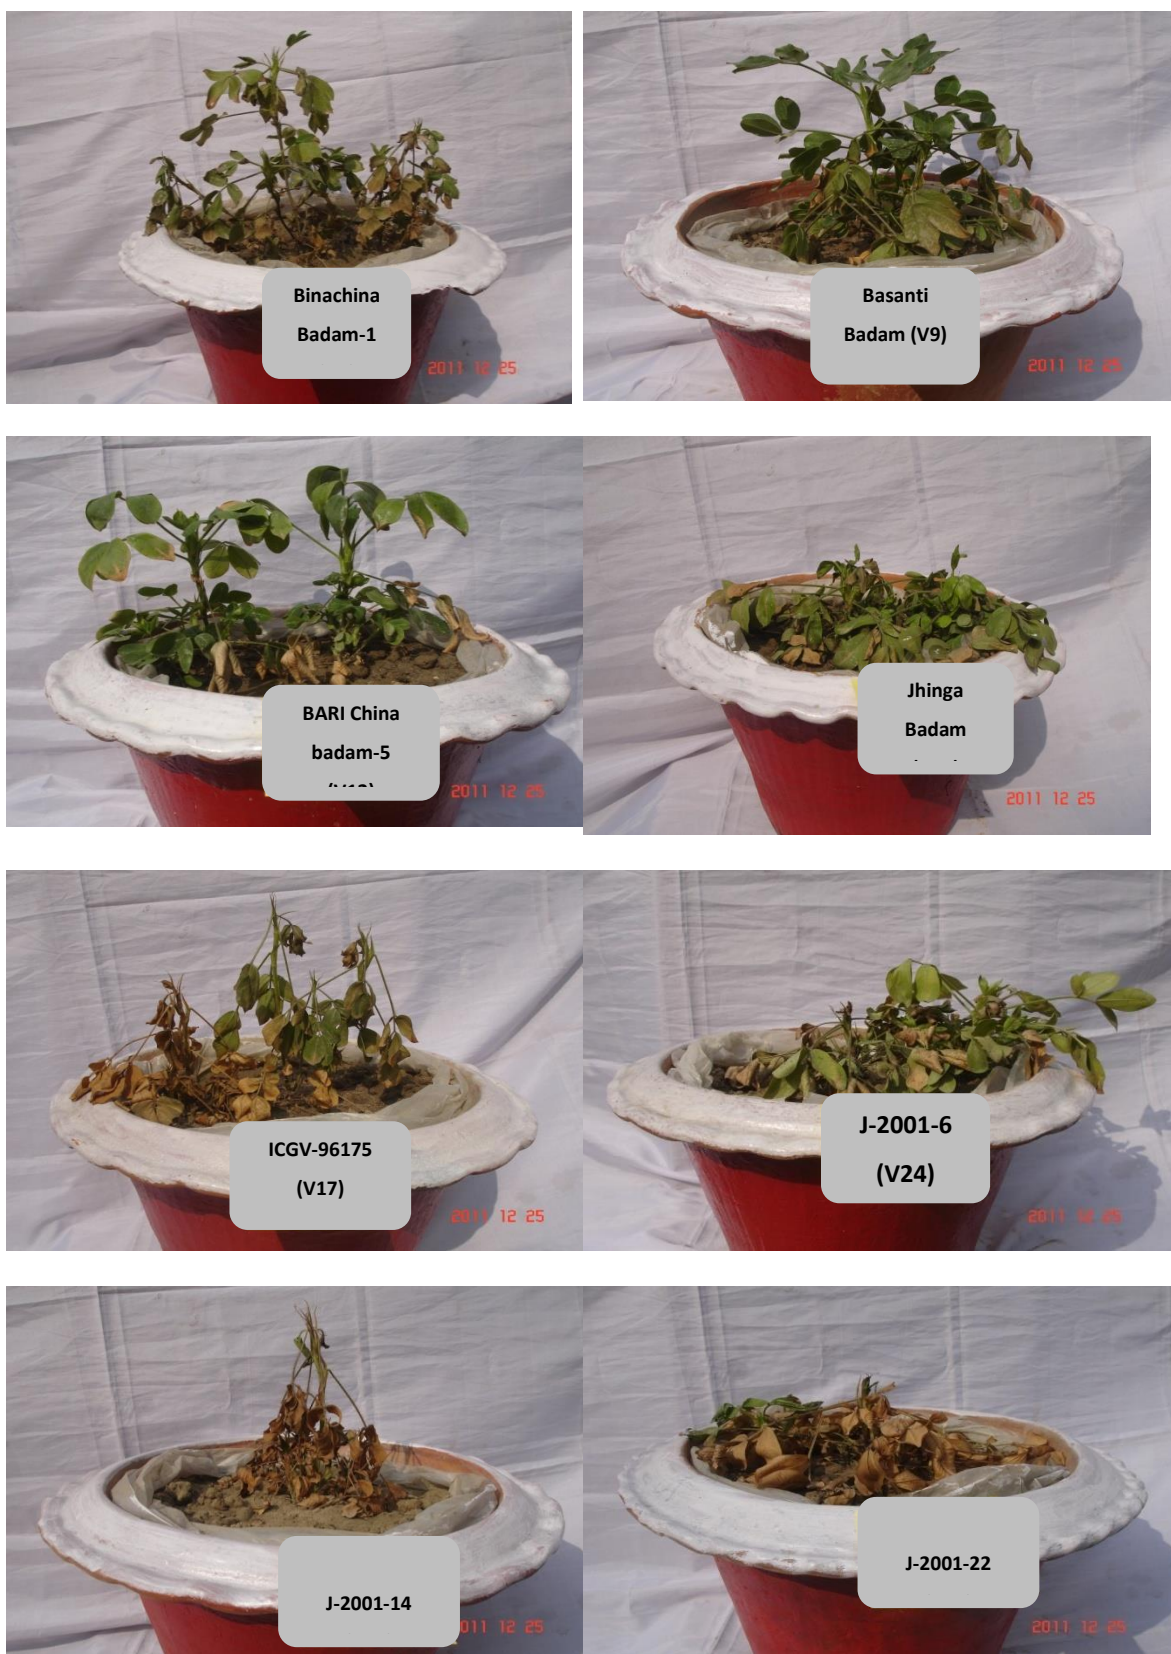 Binachina
Badam-1
2011 12 25
Basanti
Badam (V9)
2011 12 25
BARI China
badam-5
2011 12 25
Jhinga
Badam
2011 12 25
ICGV-96175
(V17)
2011 12 25
J-2001-6
(V24)
2011 12 25
J-2001-14
011 12 25
J-2001-22
2011 12 25